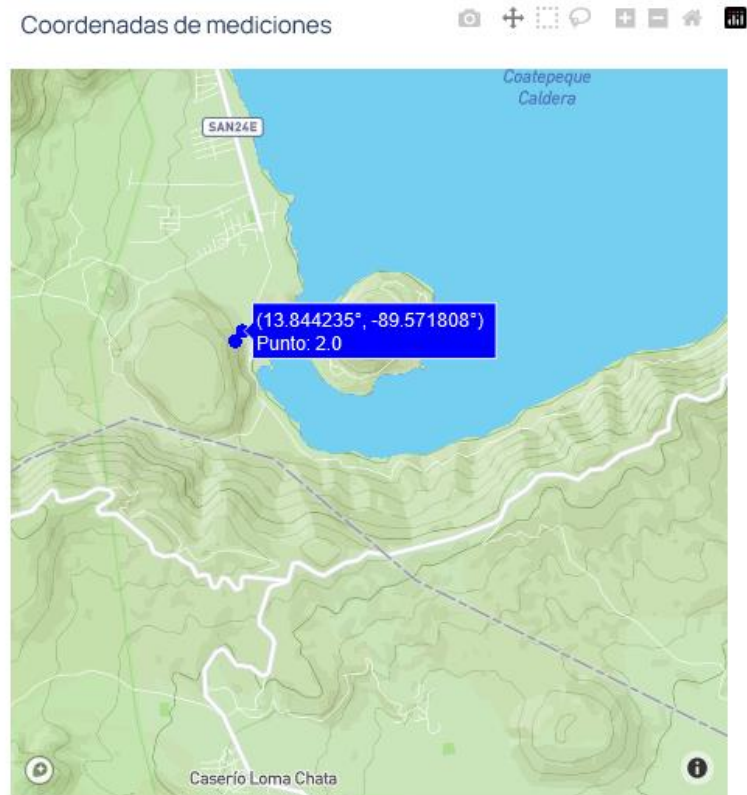 Coordenadas de mediciones
Coatepeque
Caldera
SAN24E
(13.844235°, -89.571808°)
Punto: 2.0
Caserío Loma Chata